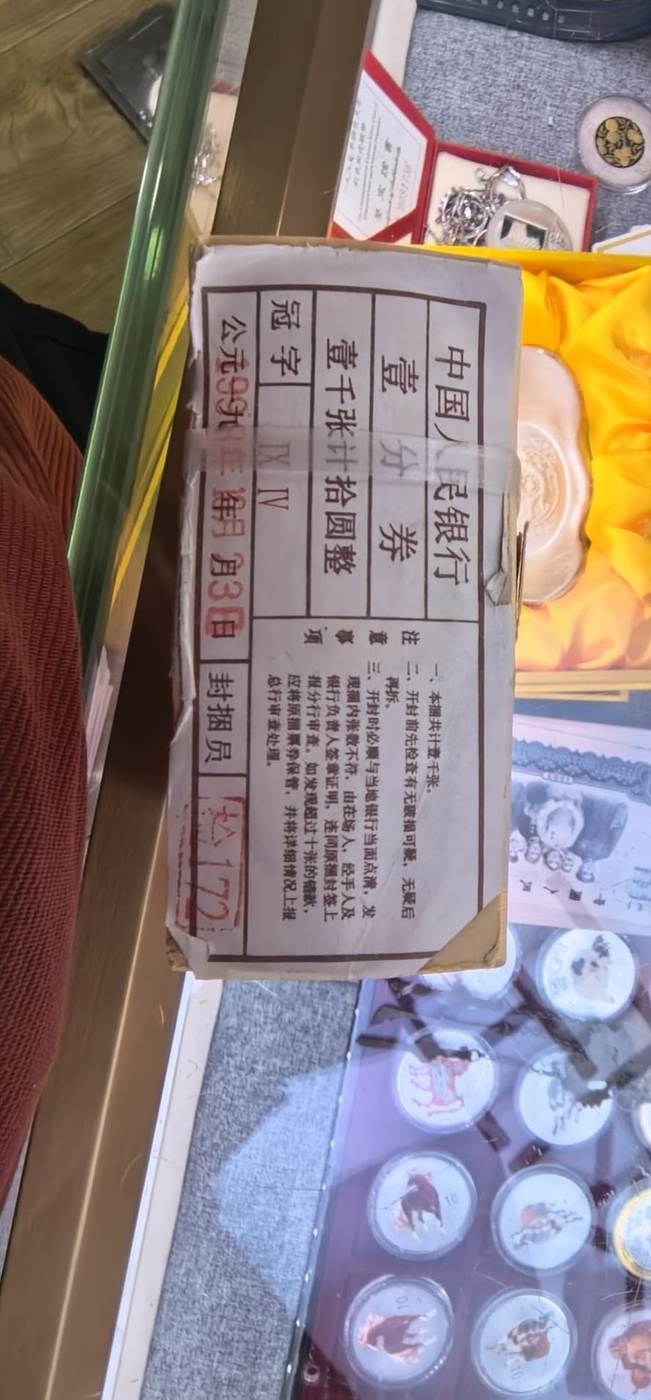 中国人民银行
壹分券
壹千张计拾圆整
冠字
IX IV
公元 年 月 日
封捆员
172
注意事项
一、本捆共计壹千张。
二、开封前先检查有无破损可疑，无疑后
再拆。
三、开封时必须与当地银行当面点清，发
现捆内张数不符，由在场人、经手人及
银行负责人签章证明，连同原捆封签上
报分行审查。如发现超过十张的错款，
应将原捆票券保管，并将详细情况上报
总行审查处理。